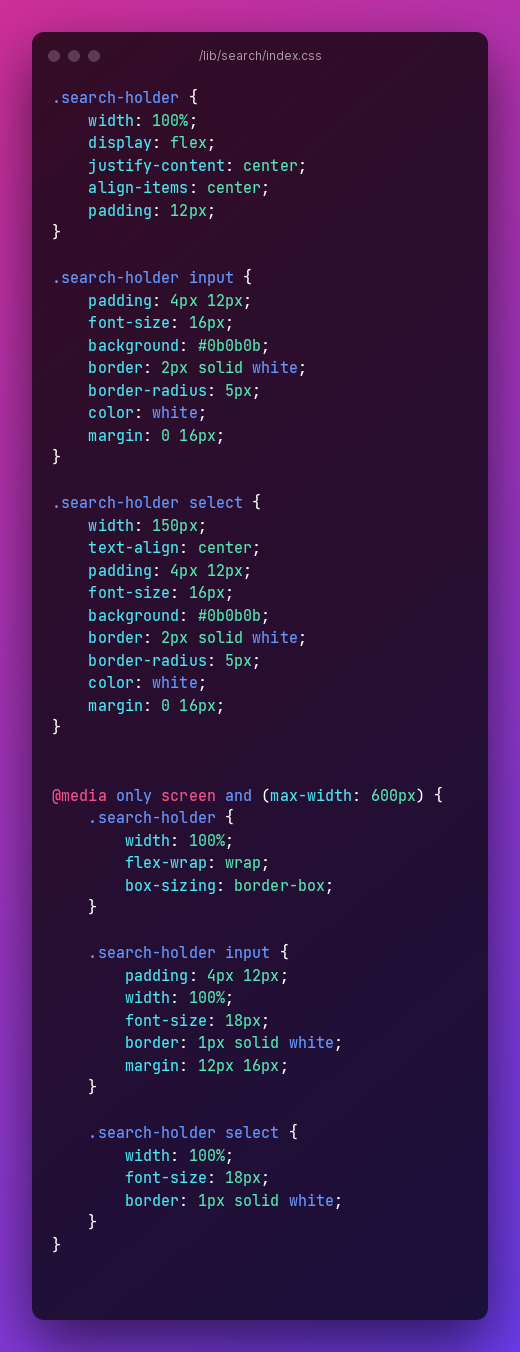 /lib/search/index.css
.search-holder {
    width: 100%;
    display: flex;
    justify-content: center;
    align-items: center;
    padding: 12px;
}

.search-holder input {
    padding: 4px 12px;
    font-size: 16px;
    background: #0b0b0b;
    border: 2px solid white;
    border-radius: 5px;
    color: white;
    margin: 0 16px;
}

.search-holder select {
    width: 150px;
    text-align: center;
    padding: 4px 12px;
    font-size: 16px;
    background: #0b0b0b;
    border: 2px solid white;
    border-radius: 5px;
    color: white;
    margin: 0 16px;
}


@media only screen and (max-width: 600px) {
    .search-holder {
        width: 100%;
        flex-wrap: wrap;
        box-sizing: border-box;
    }

    .search-holder input {
        padding: 4px 12px;
        width: 100%;
        font-size: 18px;
        border: 1px solid white;
        margin: 12px 16px;
    }

    .search-holder select {
        width: 100%;
        font-size: 18px;
        border: 1px solid white;
    }
}